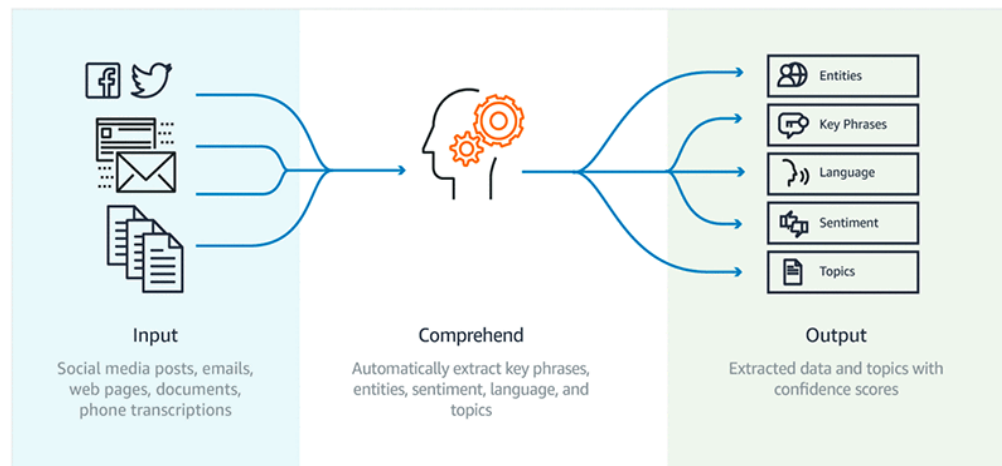 Entities
Key Phrases
Language
Sentiment
Topics
Input
Social media posts, emails,
web pages, documents,
phone transcriptions
Comprehend
Automatically extract key phrases,
entities, sentiment, language, and
topics
Output
Extracted data and topics with
confidence scores